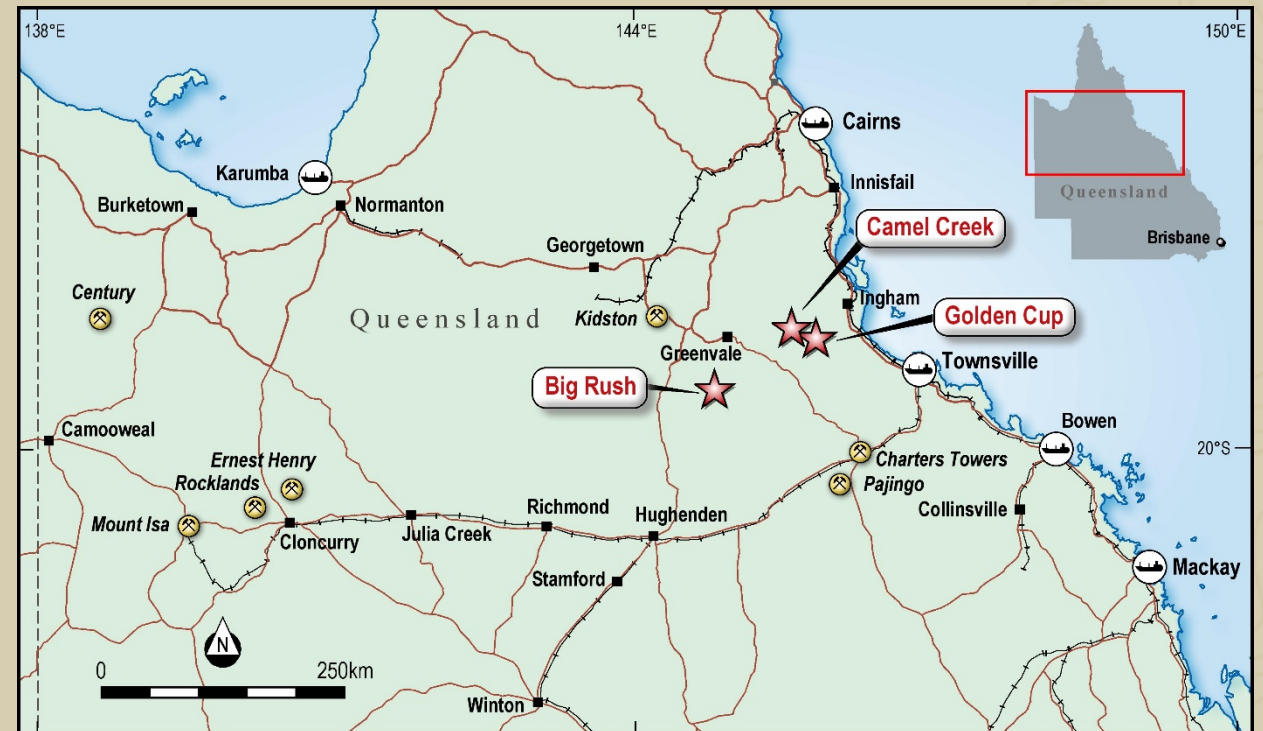 138°E
144°E
150°E
Cairns
Karumba
Innisfail
Queensland
Burketown
Normanton
Camel Creek
Brisbane
Georgetown
Century
Ingham
Queensland
Kidston
Golden Cup
Greenvale
Townsville
Big Rush
Bowen
Camooweal
20°S
Ernest Henry
Charters Towers
Rocklands
Pajingo
Richmond
Hughenden
Collinsville
Mount Isa
Julia Creek
Cloncurry
Stamford
Mackay
N
0
250km
Winton